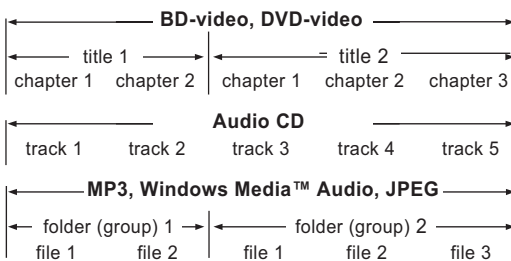 BD-video, DVD-video
title 1 title 2
chapter 1 chapter 2 chapter 1 chapter 2 chapter 3
Audio CD
track 1 track 2 track 3 track 4 track 5
MP3, Windows Media™ Audio, JPEG
folder (group) 1 folder (group) 2
file 1 file 2 file 1 file 2 file 3